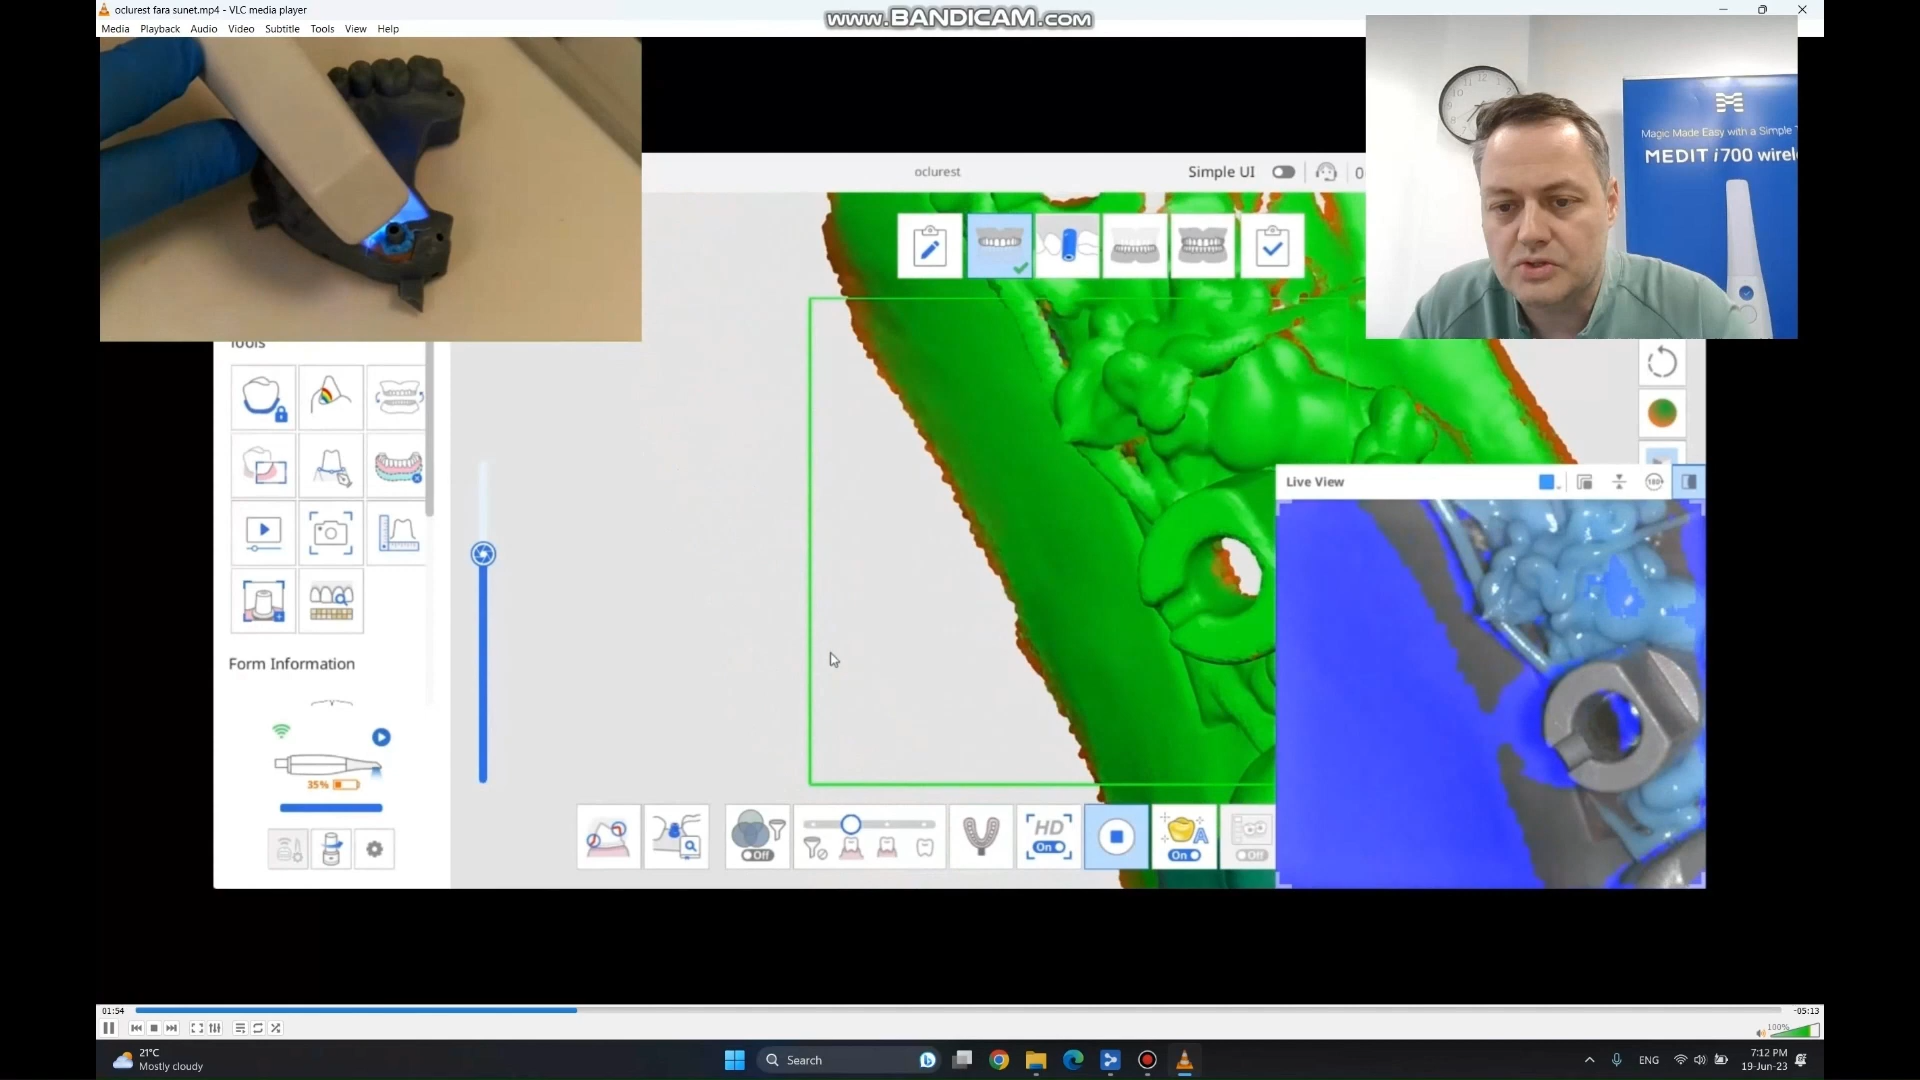 oclurest fara sunet.mp4 - VLC media player
www.BANDICAM.com
Media Playback Audio Video Subtitle Tools View Help
Magic Made Easy with a Simple
MEDIT i700 wirel
oclurest
Simple UI
0
Tools
Live View
180°
Form Information
35%
Off
HD
On
A
On
Off
01:54
-05:13
100%
21°C
Mostly cloudy
Search
ENG
7:12 PM
19-Jun-23